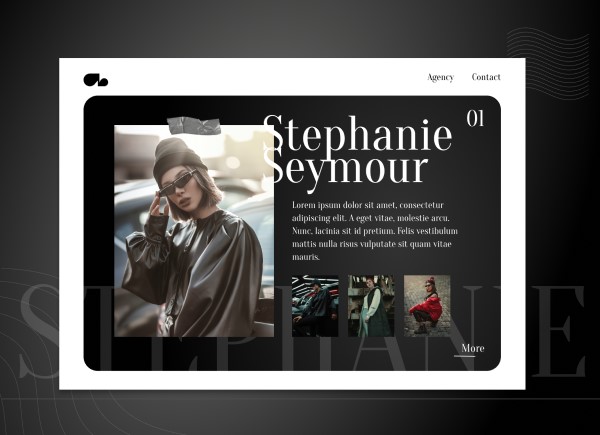 Agency Contact
01
Stephanie
Seymour
Lorem ipsum dolor sit amet, consectetur
adipiscing elit. A eget vitae, molestie arcu.
Nunc, lacinia sit id pretium. Felis vestibulum
mattis nulla risus vulputate sit quam vitae
mauris.
More
STEPHANIE